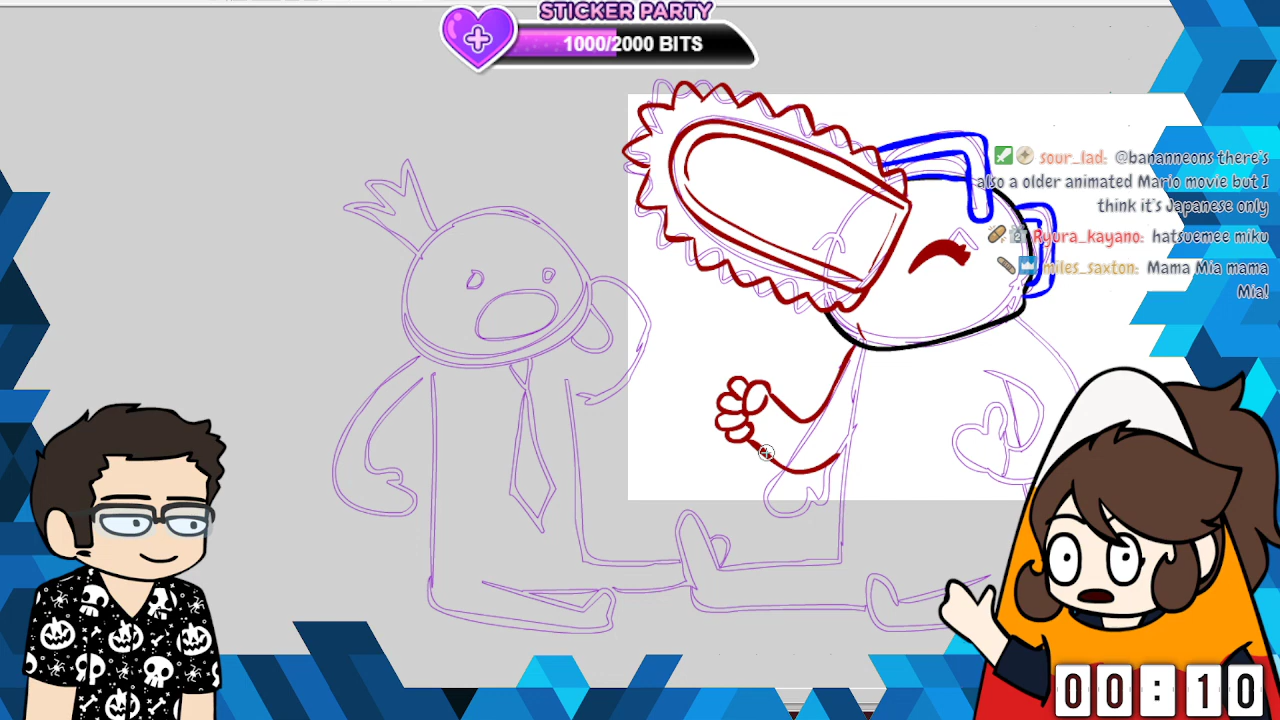 STICKER PARTY
1000/2000 BITS
sour_lad: @bananneons there's
also a older animated Mario movie but I
think it's Japanese only
Ryura_kayano: hatsuemee miku
miles_saxton: Mama Mia mama
Mia!
00:10